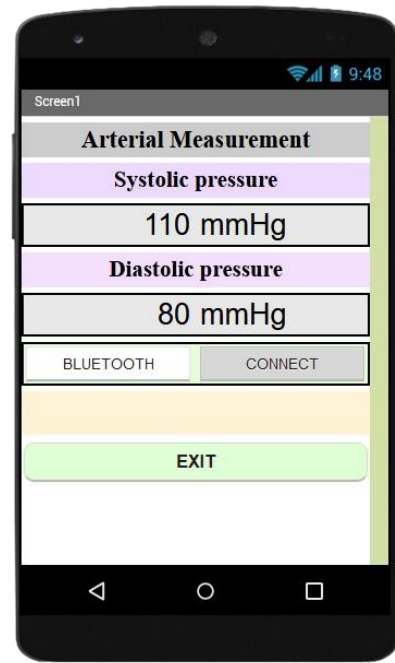 9:48
Screen1
Arterial Measurement
Systolic pressure
110 mmHg
Diastolic pressure
80 mmHg
BLUETOOTH CONNECT
EXIT